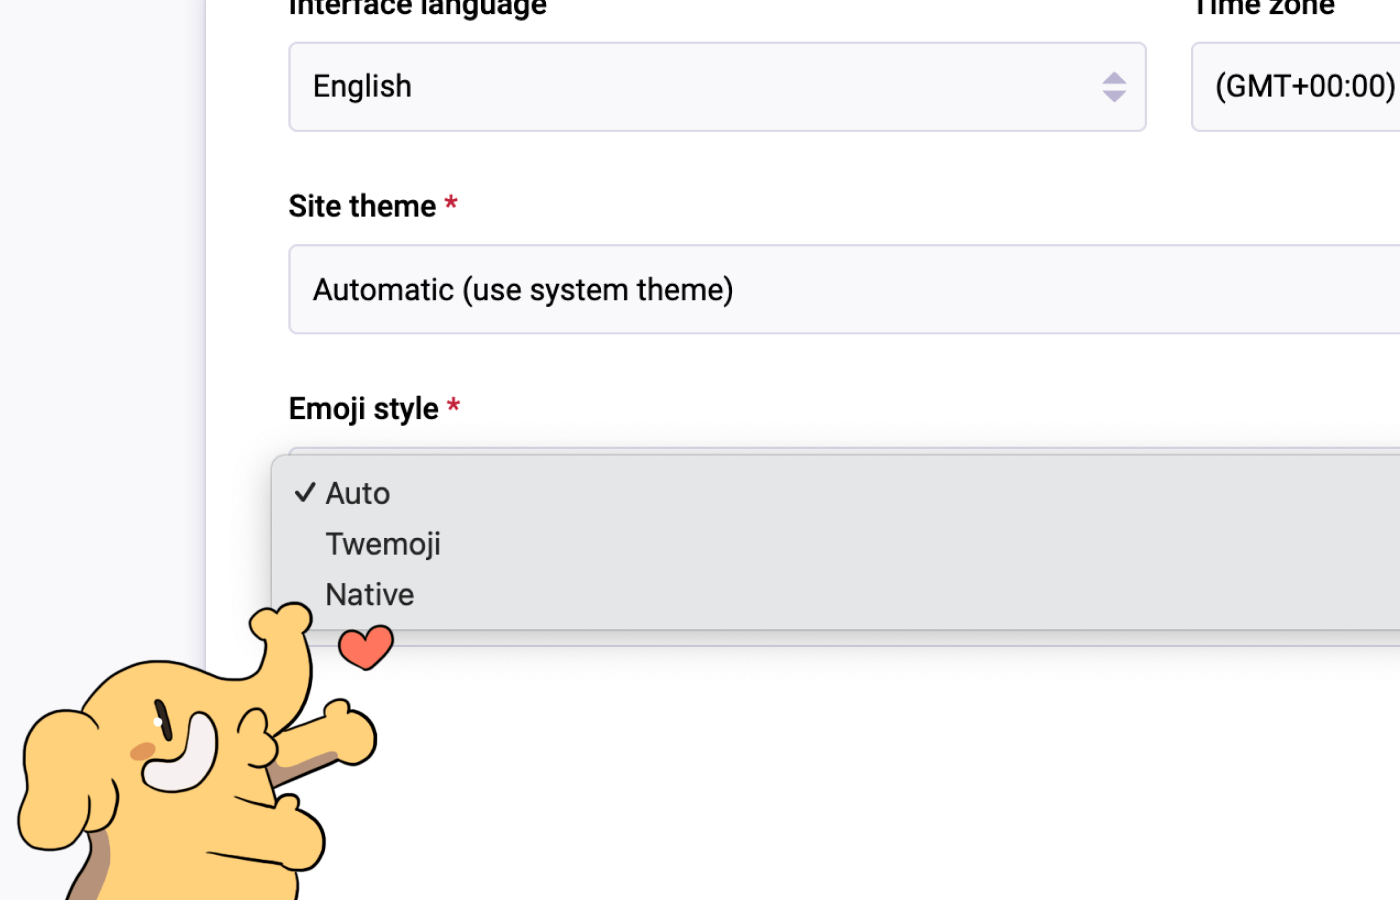 Interface language
Time zone
English
(GMT+00:00)
Site theme *
Automatic (use system theme)
Emoji style *
✓ Auto
Twemoji
Native